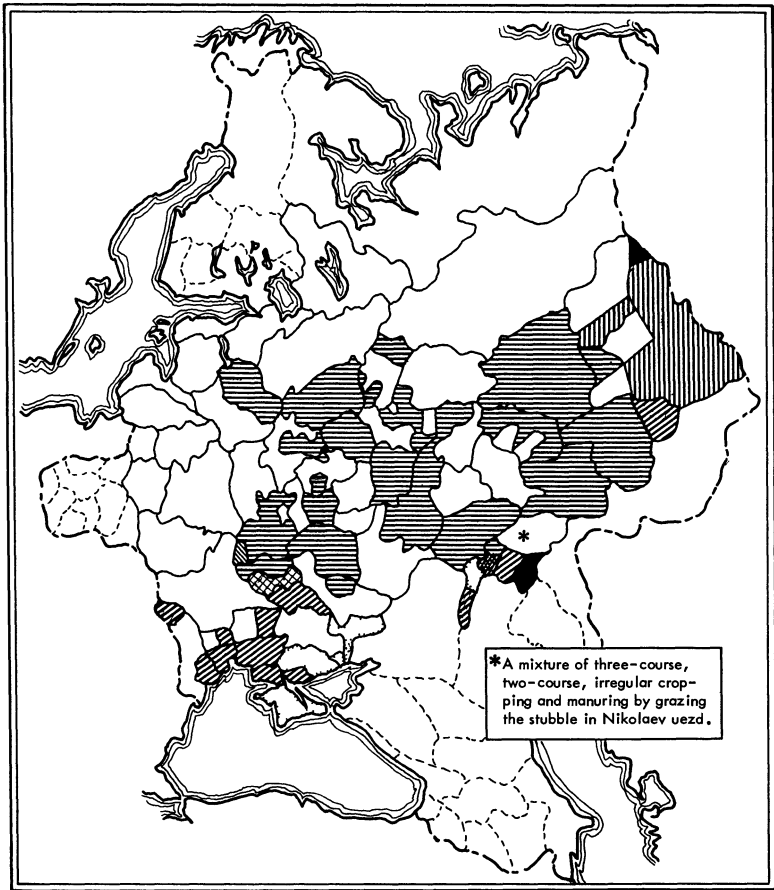 *
*A mixture of three-course,
two-course, irregular crop-
ping and manuring by grazing
the stubble in Nikolaev uezd.